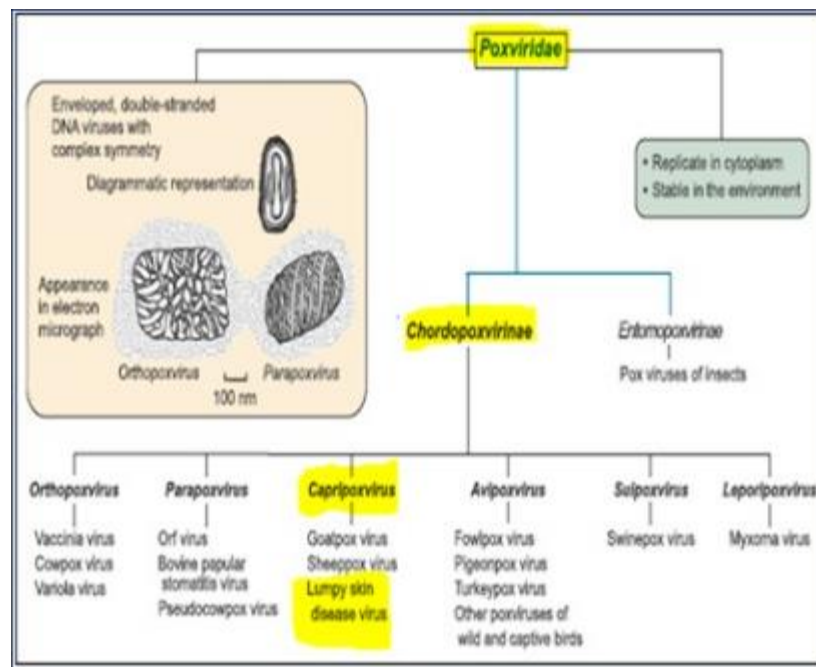 Poxviridae
Enveloped, double-stranded
DNA viruses with
complex symmetry
Diagrammatic representation
Appearance
in electron
micrograph
Orthopoxvirus
Parapoxvirus
100 nm
• Replicate in cytoplasm
• Stable in the environment
Chordopoxvirinae
Entomopoxvirinae
Pox viruses of insects
Orthopoxvirus
Vaccinia virus
Cowpox virus
Variola virus
Parapoxvirus
Orf virus
Bovine papular
stomatitis virus
Pseudocowpox virus
Capripoxvirus
Goatpox virus
Sheeppox virus
Lumpy skin
disease virus
Avipoxvirus
Fowlpox virus
Pigeonpox virus
Turkeypox virus
Other poxviruses of
wild and captive birds
Suipoxvirus
Swinepox virus
Leporipoxvirus
Myxoma virus